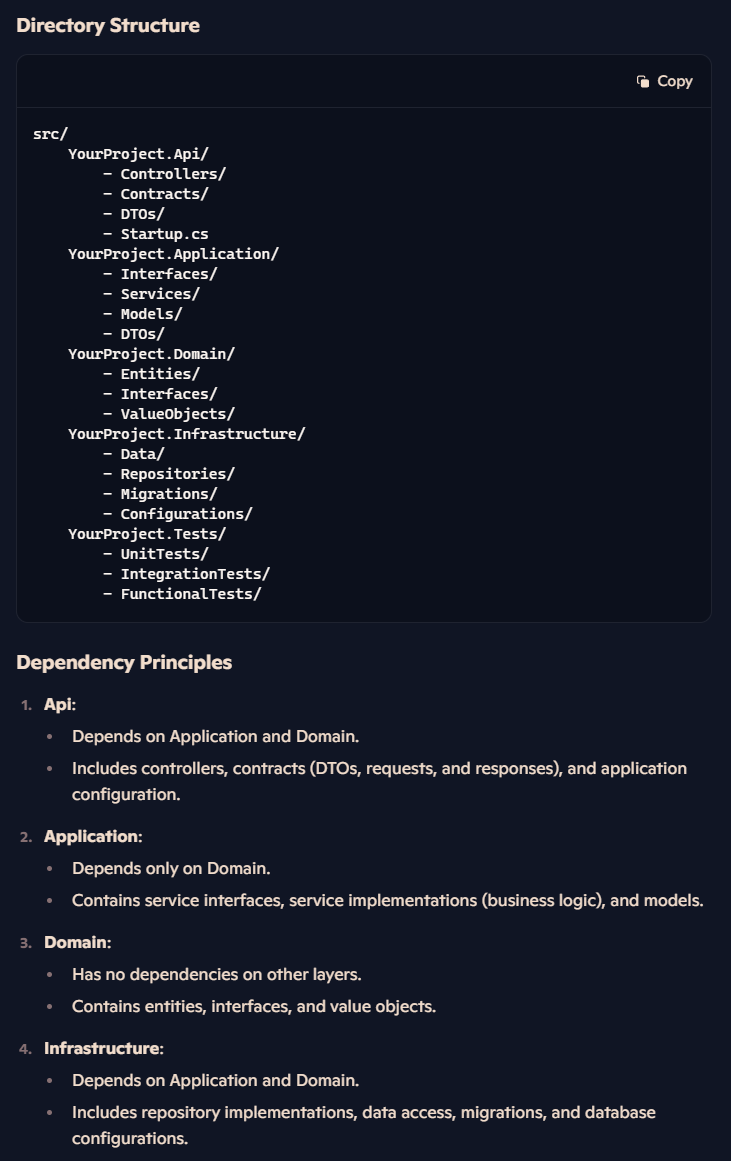 Directory Structure
Copy
src/
    YourProject.Api/
        - Controllers/
        - Contracts/
        - DTOs/
        - Startup.cs
    YourProject.Application/
        - Interfaces/
        - Services/
        - Models/
        - DTOs/
    YourProject.Domain/
        - Entities/
        - Interfaces/
        - ValueObjects/
    YourProject.Infrastructure/
        - Data/
        - Repositories/
        - Migrations/
        - Configurations/
    YourProject.Tests/
        - UnitTests/
        - IntegrationTests/
        - FunctionalTests/
Dependency Principles
1. Api:
• Depends on Application and Domain.
• Includes controllers, contracts (DTOs, requests, and responses), and application
configuration.
2. Application:
• Depends only on Domain.
• Contains service interfaces, service implementations (business logic), and models.
3. Domain:
• Has no dependencies on other layers.
• Contains entities, interfaces, and value objects.
4. Infrastructure:
• Depends on Application and Domain.
• Includes repository implementations, data access, migrations, and database
configurations.